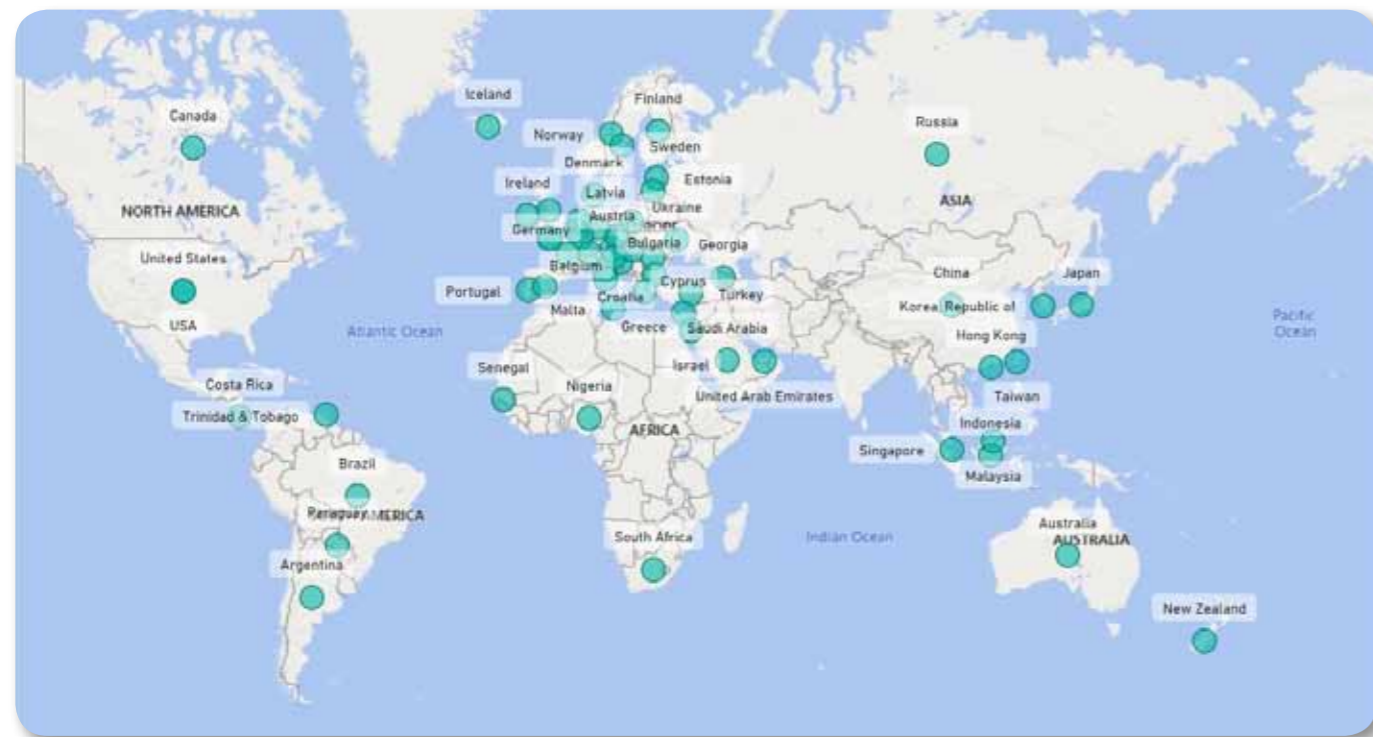 Iceland
Finland
Canada
Norway
Russia
Sweden
Denmark
Ireland
Latvia
Estonia
ASIA
NORTH AMERICA
Austria
Ukraine
Germany
Bulgaria
Georgia
United States
Belgium
China
Japan
Cyprus
Portugal
Croatia
Turkey
Malta
Korea, Republic of
Pacific
Ocean
USA
Atlantic Ocean
Greece
Saudi Arabia
Hong Kong
Senegal
Israel
Costa Rica
Nigeria
United Arab Emirates
Taiwan
Trinidad & Tobago
AFRICA
Indonesia
Singapore
Brazil
Malaysia
Paraguay
AMERICA
Australia
South Africa
Indian Ocean
AUSTRALIA
Argentina
New Zealand